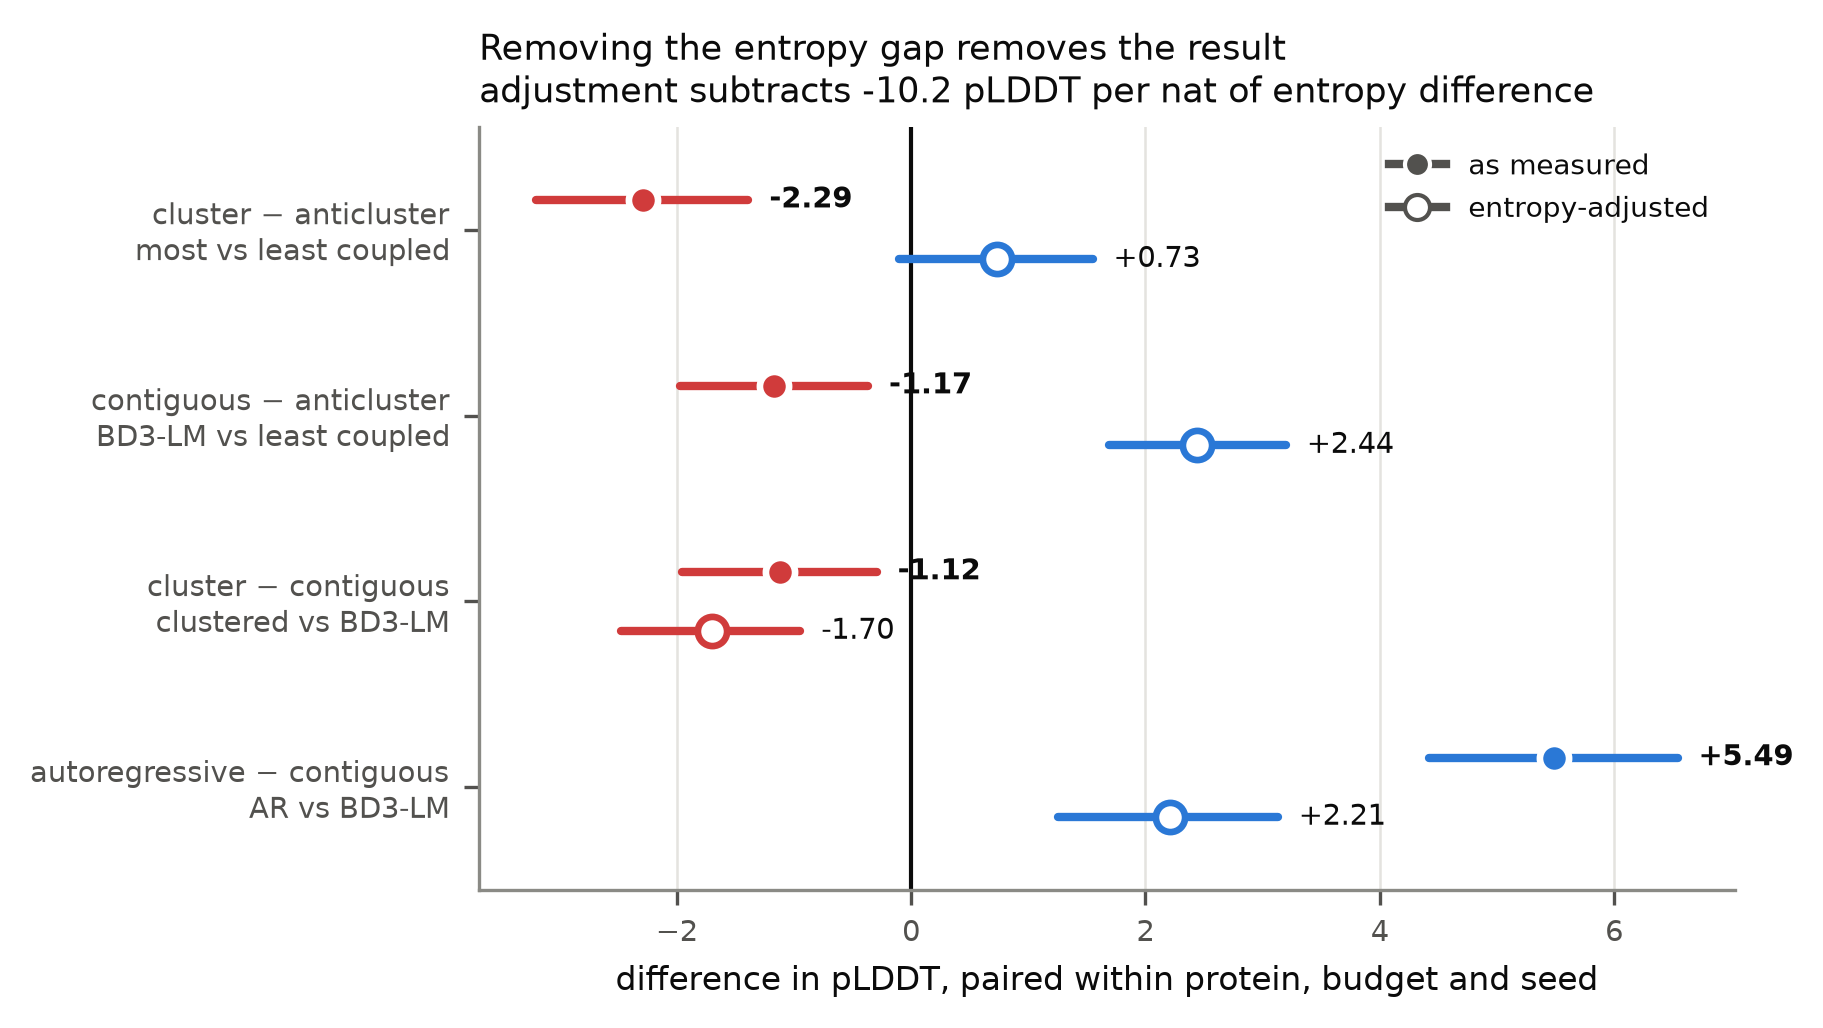 Removing the entropy gap removes the result
adjustment subtracts -10.2 pLDDT per nat of entropy difference
as measured
entropy-adjusted
cluster − anticluster
most vs least coupled
-2.29
+0.73
contiguous − anticluster
BD3-LM vs least coupled
-1.17
+2.44
cluster − contiguous
clustered vs BD3-LM
-1.12
-1.70
autoregressive − contiguous
AR vs BD3-LM
+5.49
+2.21
−2 0 2 4 6
difference in pLDDT, paired within protein, budget and seed